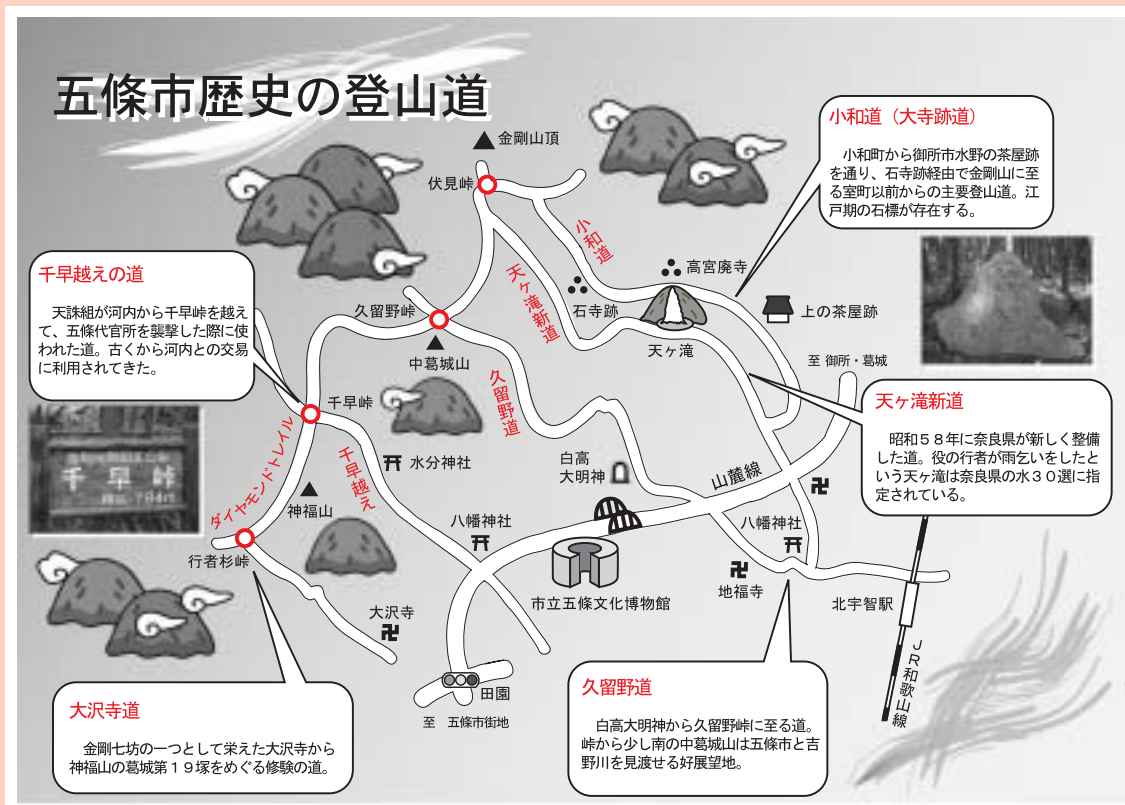 五條市歴史の登山道
金剛山頂
伏見峠
小和道（大寺跡道）
　小和町から御所市水野の茶屋跡
を通り、石寺跡経由で金剛山に至
る室町以前からの主要登山道。江
戸期の石標が存在する。
小和道
高宮廃寺
千早越えの道
　天誅組が河内から千早峠を越え
て、五條代官所を襲撃した際に使
われた道。古くから河内との交易
に利用されてきた。
天ヶ滝新道
石寺跡
久留野峠
上の茶屋跡
天ヶ滝
中葛城山
至 御所・葛城
久留野道
天ヶ滝新道
　昭和５８年に奈良県が新しく整備
した道。役の行者が雨乞いをしたと
いう天ヶ滝は奈良県の水３０選に指
定されている。
千早峠
千早峠
ダイヤモンドトレイル
千早越え
水分神社
白高
大明神
山麓線
神福山
八幡神社
八幡神社
行者杉峠
市立五條文化博物館
地福寺
北宇智駅
大沢寺
ＪＲ和歌山線
田園
至　五條市街地
大沢寺道
　金剛七坊の一つとして栄えた大沢寺から
神福山の葛城第１９塚をめぐる修験の道。
久留野道
　白高大明神から久留野峠に至る道。
峠から少し南の中葛城山は五條市と吉
野川を見渡せる好展望地。